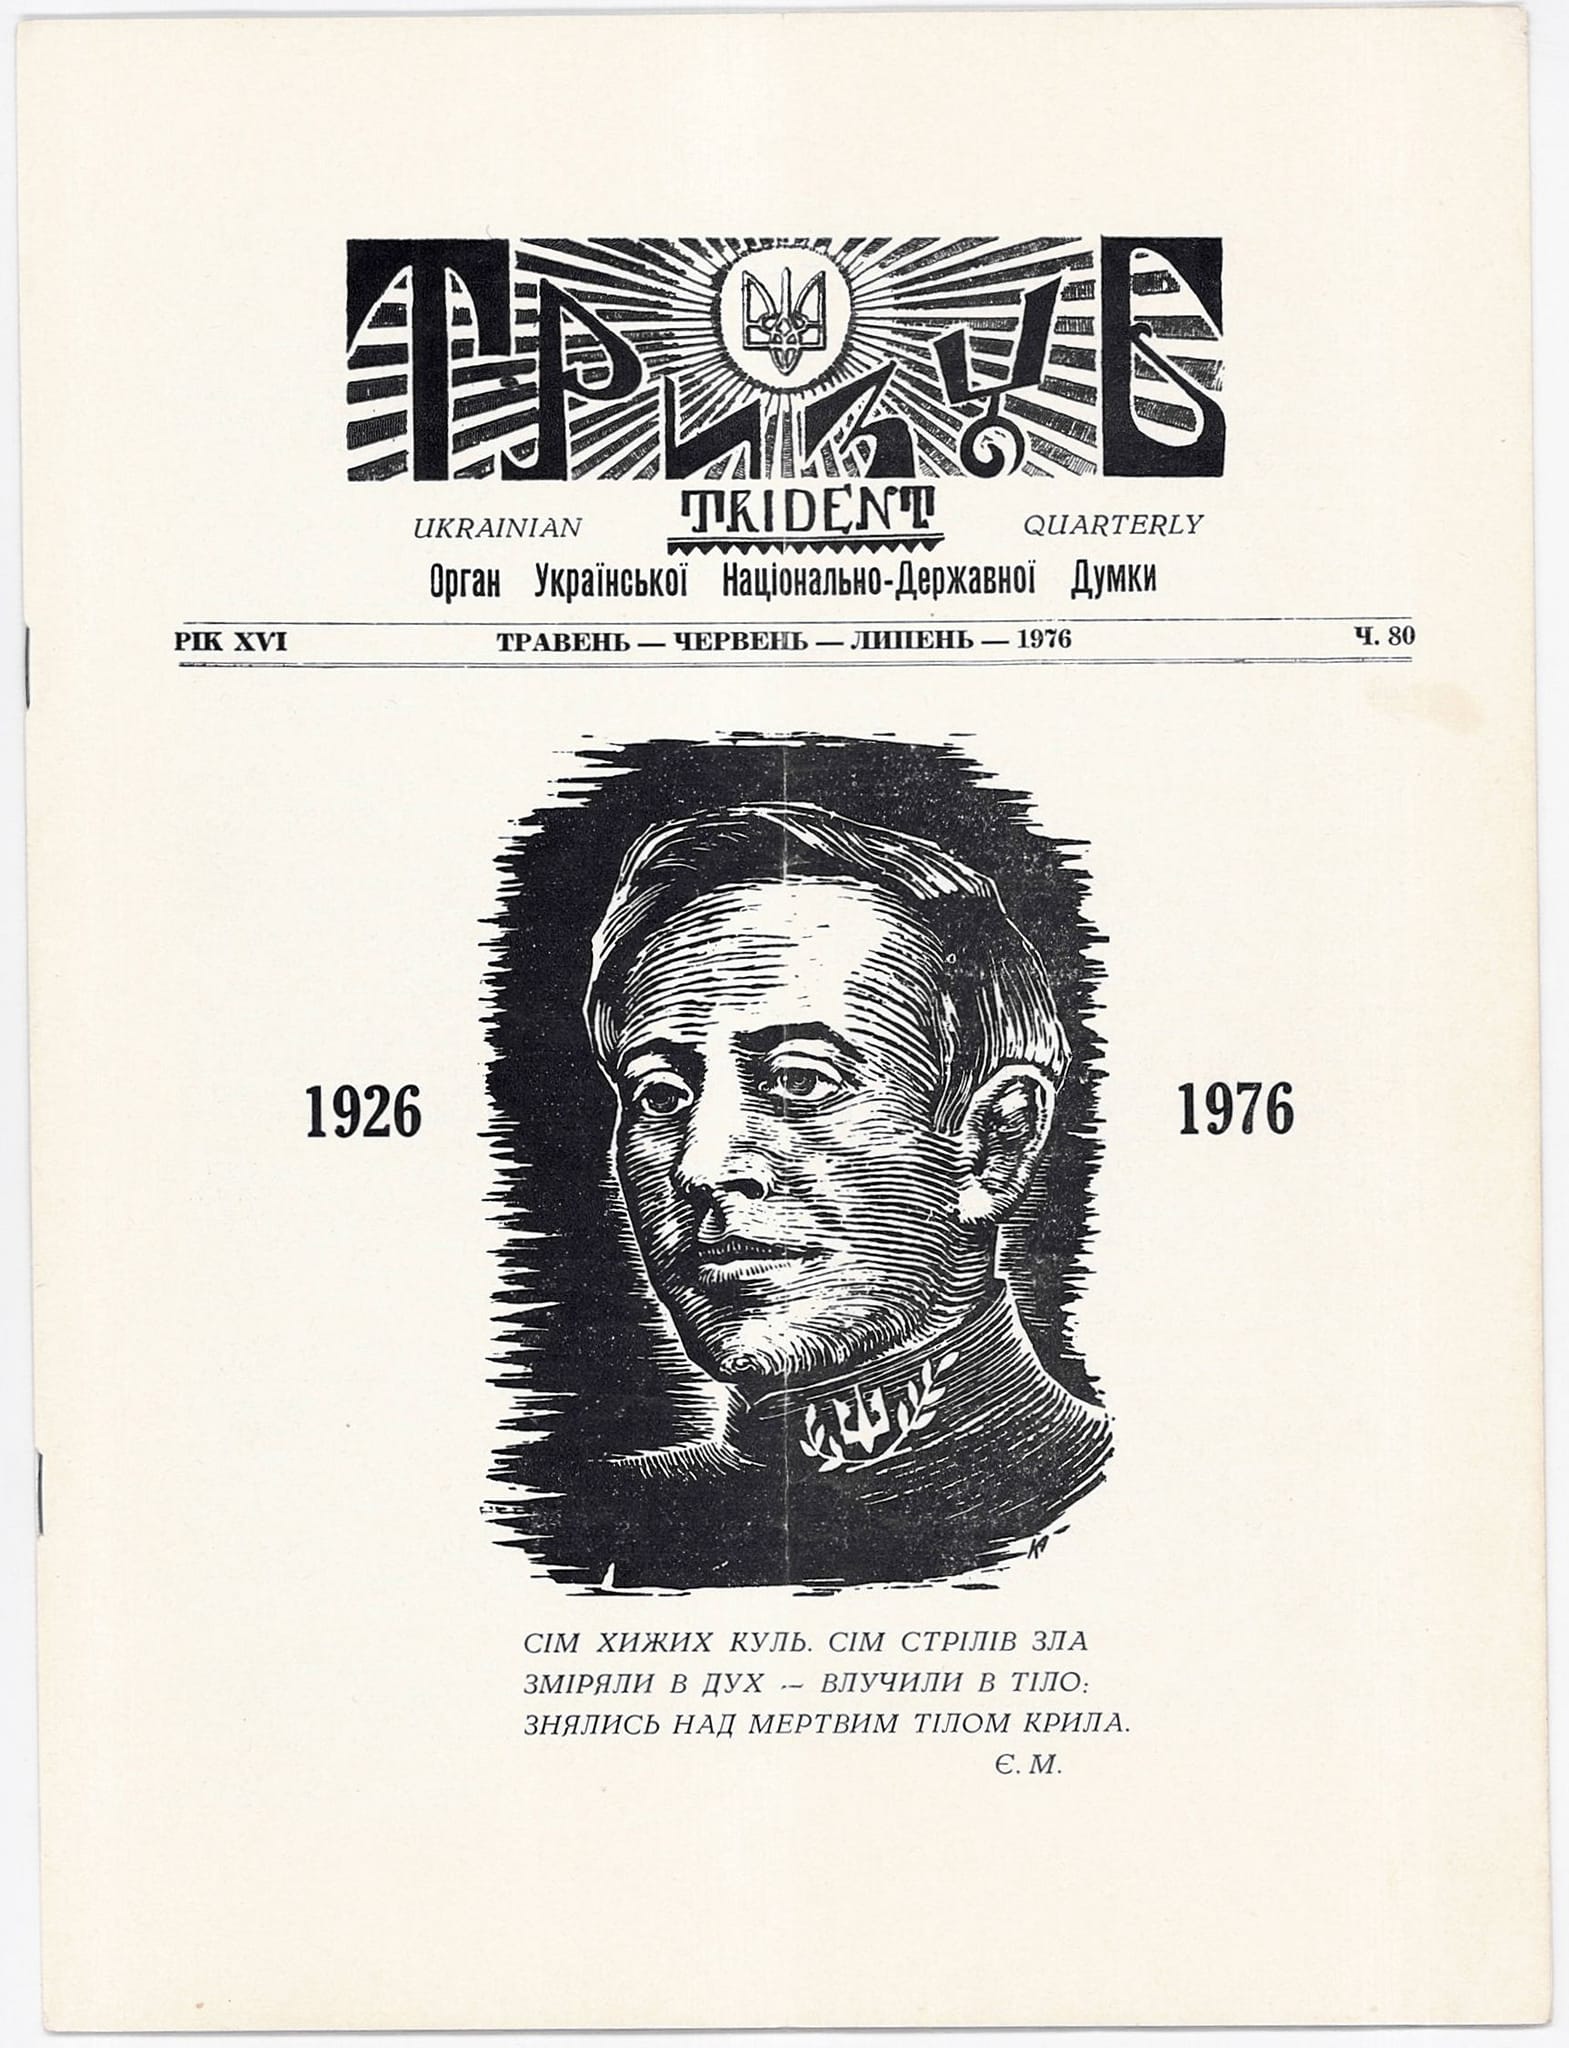 ТРИЗУБ
TRIDENT
UKRAINIAN QUARTERLY
Орган Української Національно-Державної Думки
РІК XVI ТРАВЕНЬ — ЧЕРВЕНЬ — ЛИПЕНЬ — 1976 Ч. 80
1926 1976
КА
СІМ ХИЖИХ КУЛЬ. СІМ СТРІЛІВ ЗЛА
ЗМІРЯЛИ В ДУХ — ВЛУЧИЛИ В ТІЛО:
ЗНЯЛИСЬ НАД МЕРТВИМ ТІЛОМ КРИЛА.
Є. М.